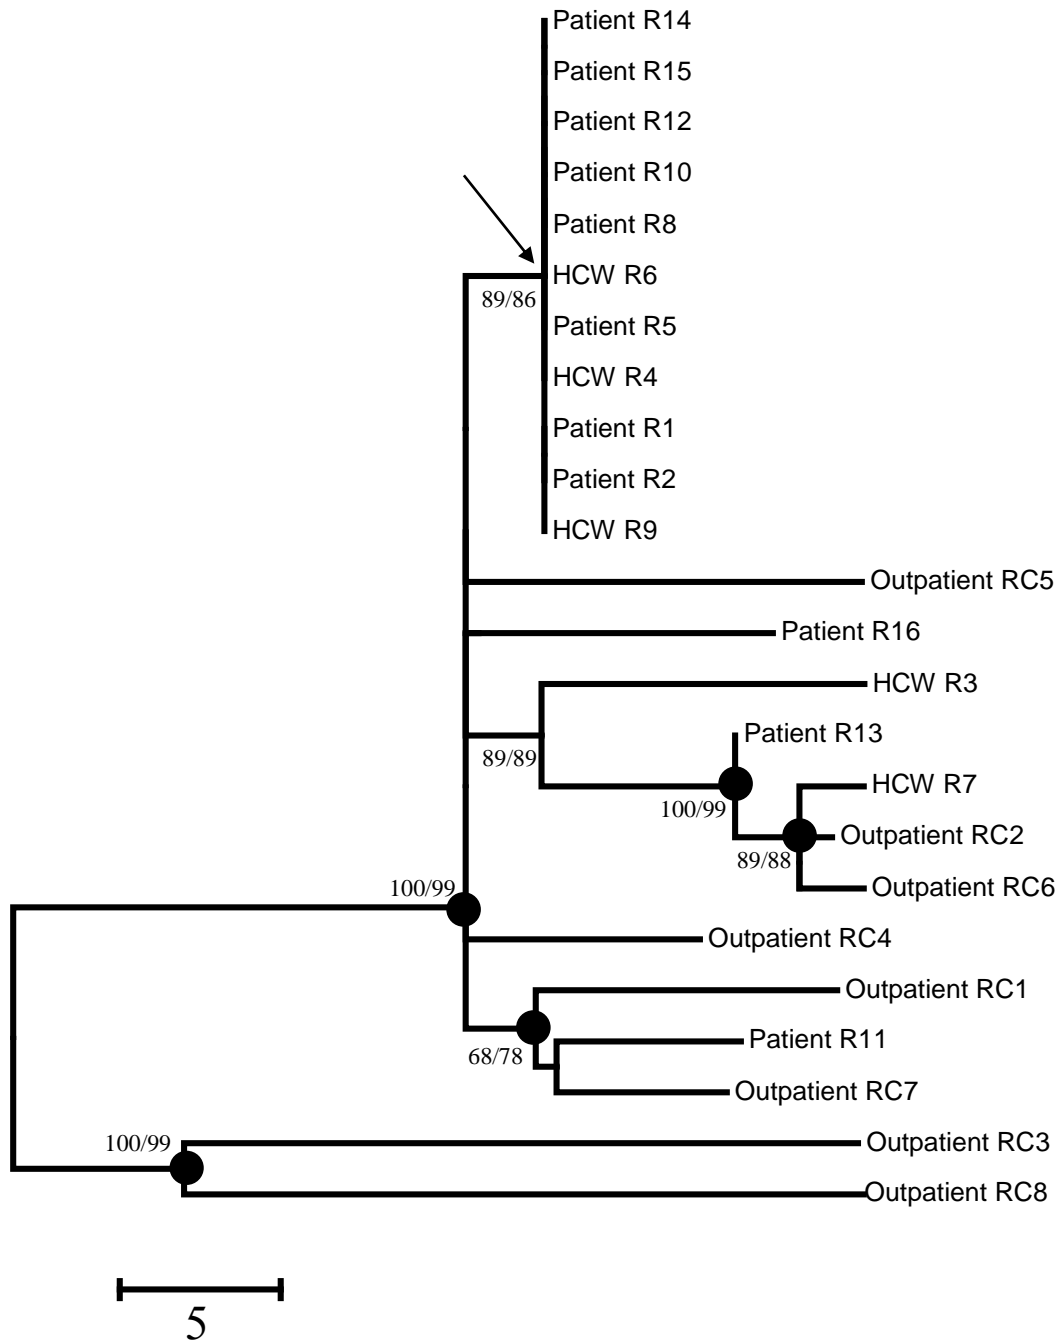 Patient R14
Patient R15
Patient R12
Patient R10
Patient R8
HCW R6
89/86
Patient R5
HCW R4
Patient R1
Patient R2
HCW R9
Outpatient RC5
Patient R16
HCW R3
Patient R13
89/89
HCW R7
100/99
Outpatient RC2
89/88
Outpatient RC6
100/99
Outpatient RC4
Outpatient RC1
Patient R11
68/78
Outpatient RC7
100/99
Outpatient RC3
Outpatient RC8
5